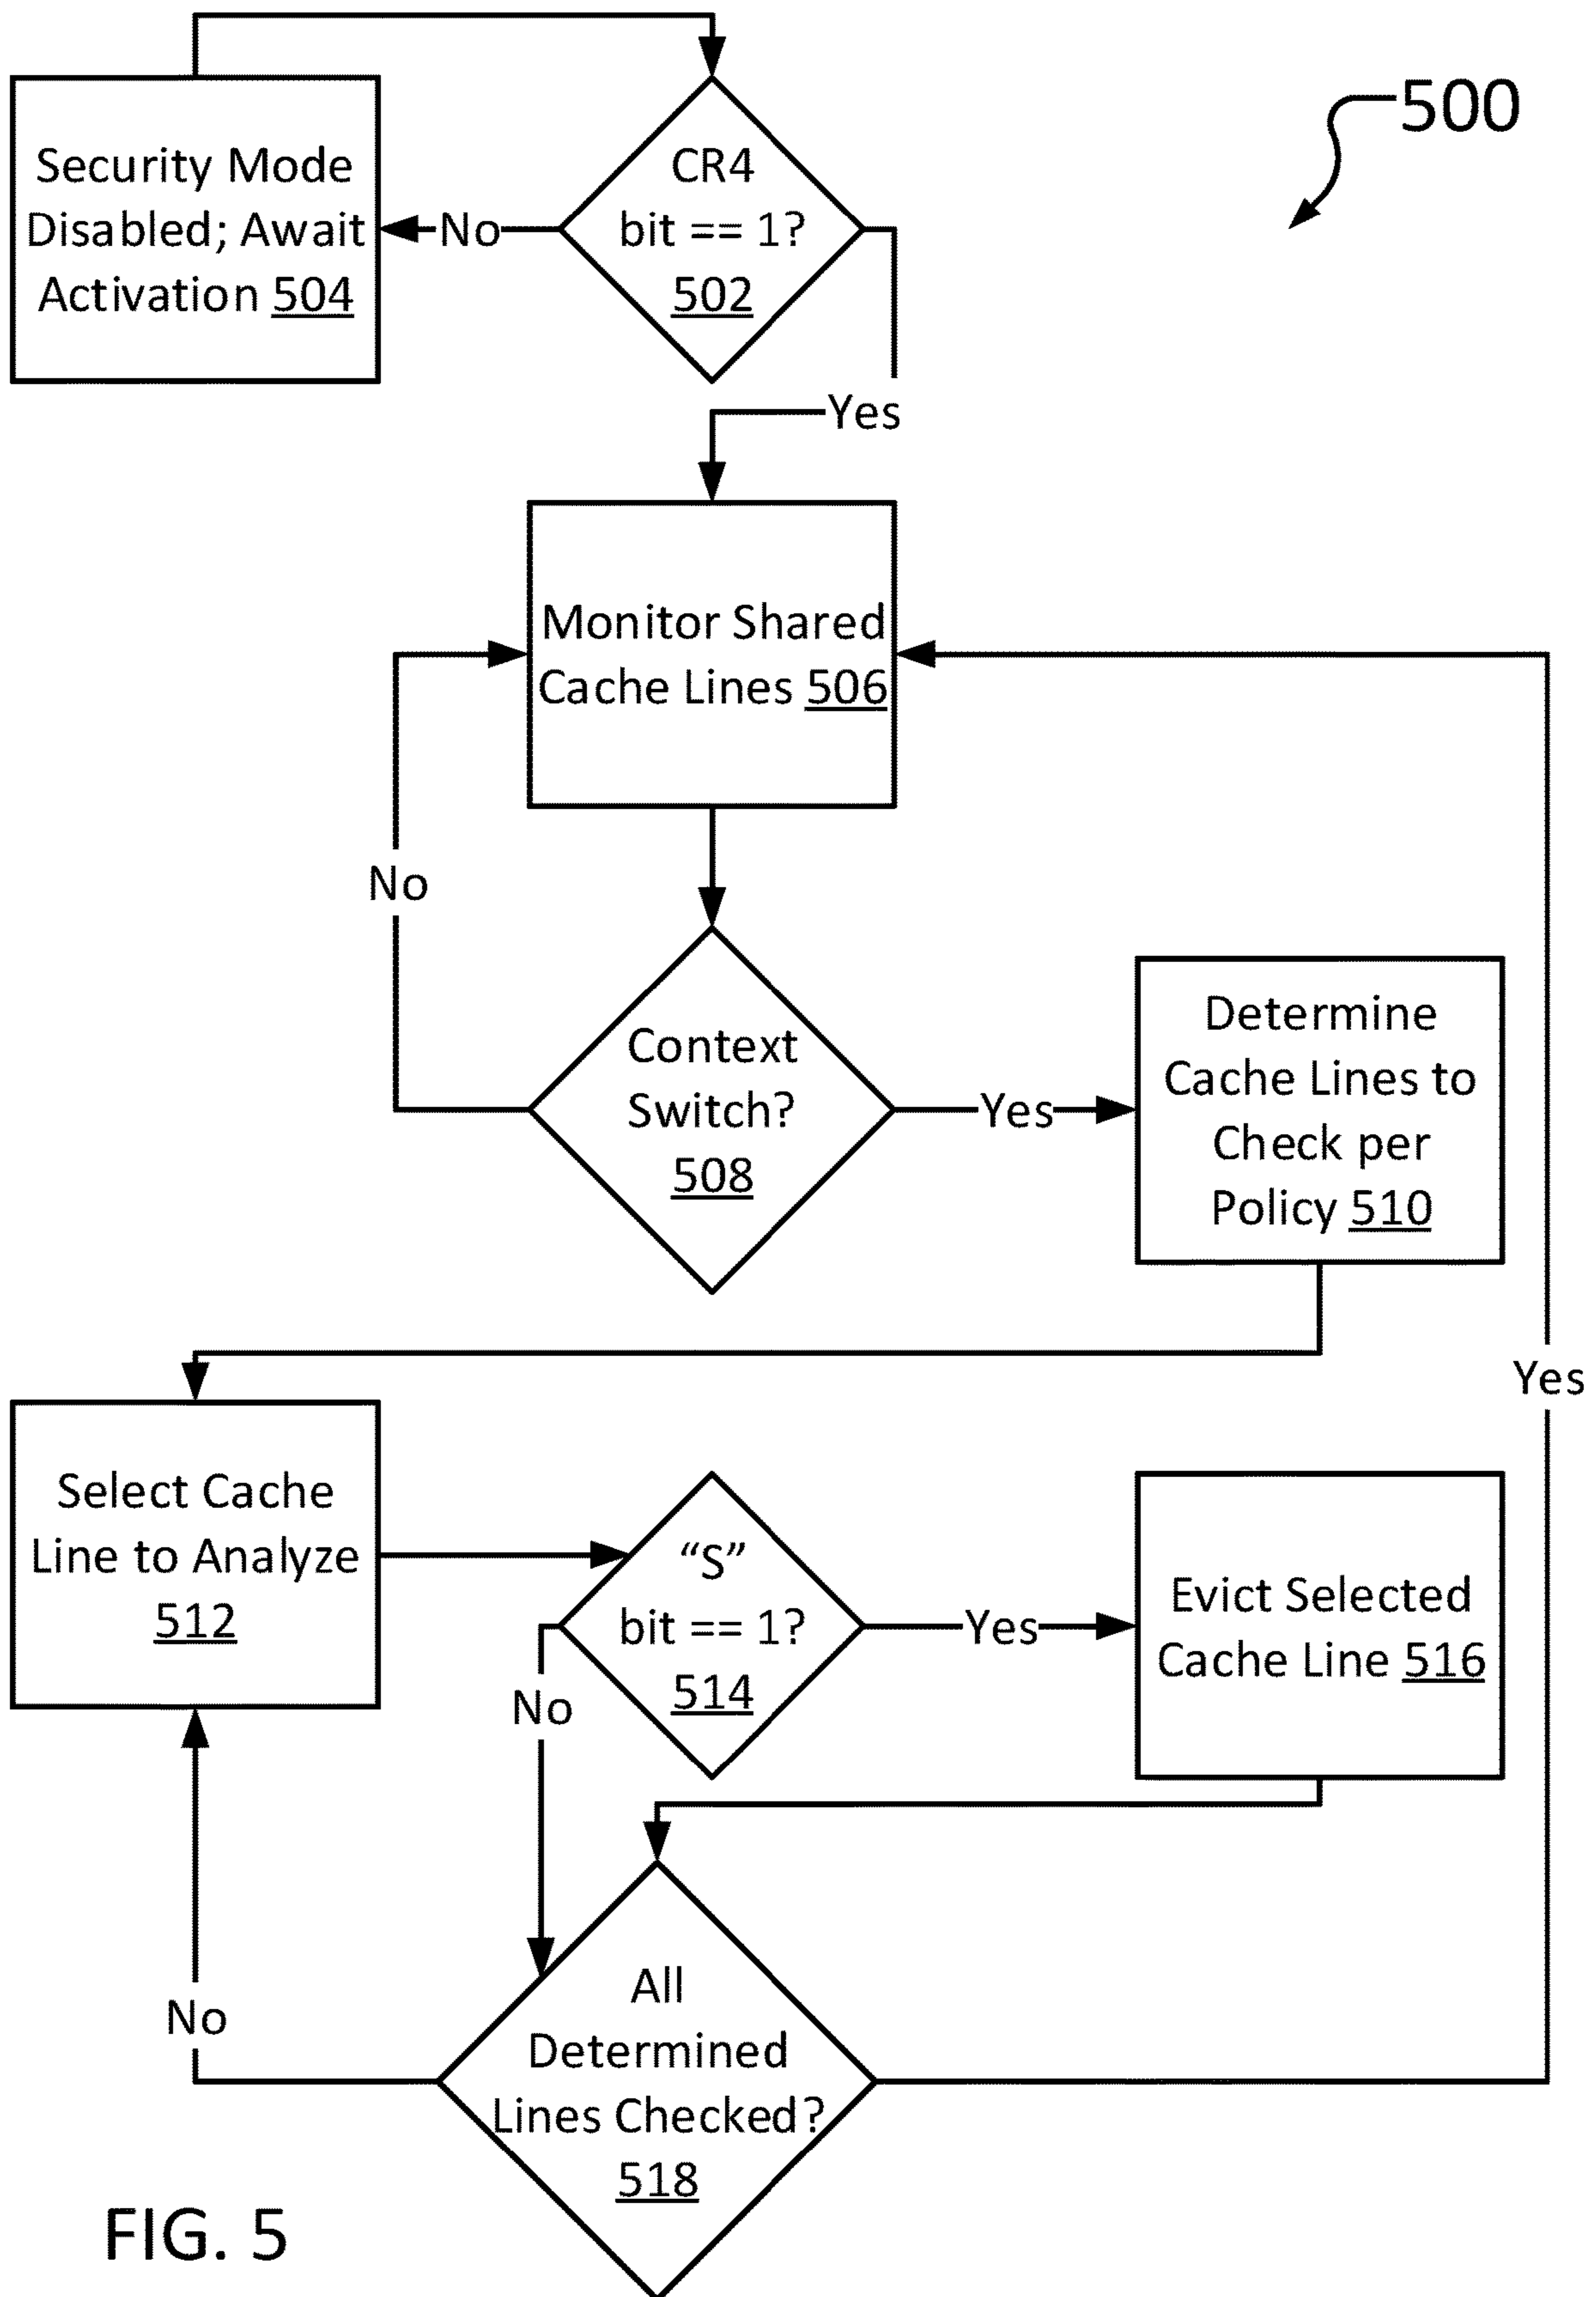 500
Security Mode
Disabled; Await
Activation 504
No
CR4
bit == 1?
502
Yes
Monitor Shared
Cache Lines 506
No
Context
Switch?
508
Yes
Determine
Cache Lines to
Check per
Policy 510
Yes
Select Cache
Line to Analyze
512
“S”
bit == 1?
514
Yes
Evict Selected
Cache Line 516
No
No
All
Determined
Lines Checked?
518
FIG. 5